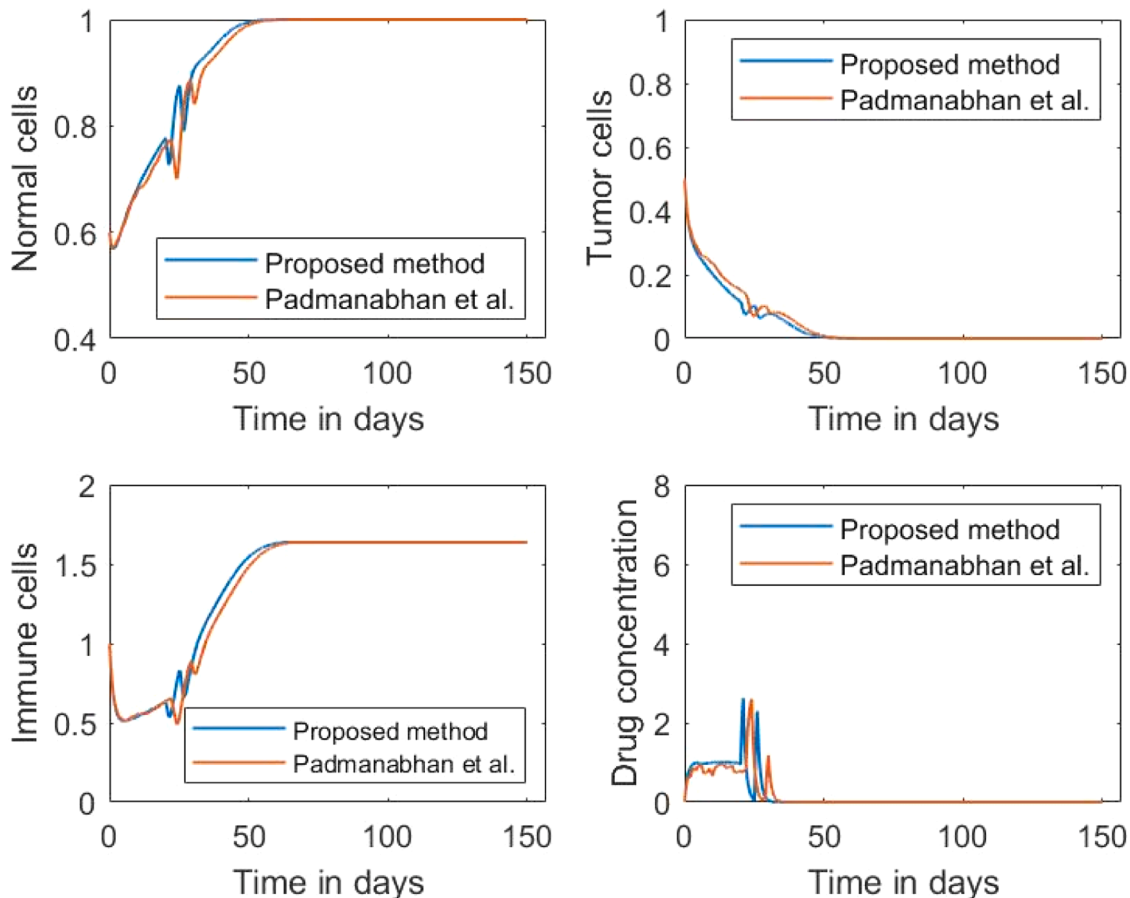 Normal cells
1
0.8
0.6
0.4
Proposed method
Padmanabhan et al.
0
50
100
150
Time in days
Tumor cells
1
0.8
0.6
0.4
0.2
0
Proposed method
Padmanabhan et al.
0
50
100
150
Time in days
Immune cells
2
1.5
1
0.5
0
Proposed method
Padmanabhan et al.
0
50
100
150
Time in days
Drug concentration
8
6
4
2
0
Proposed method
Padmanabhan et al.
0
50
100
150
Time in days